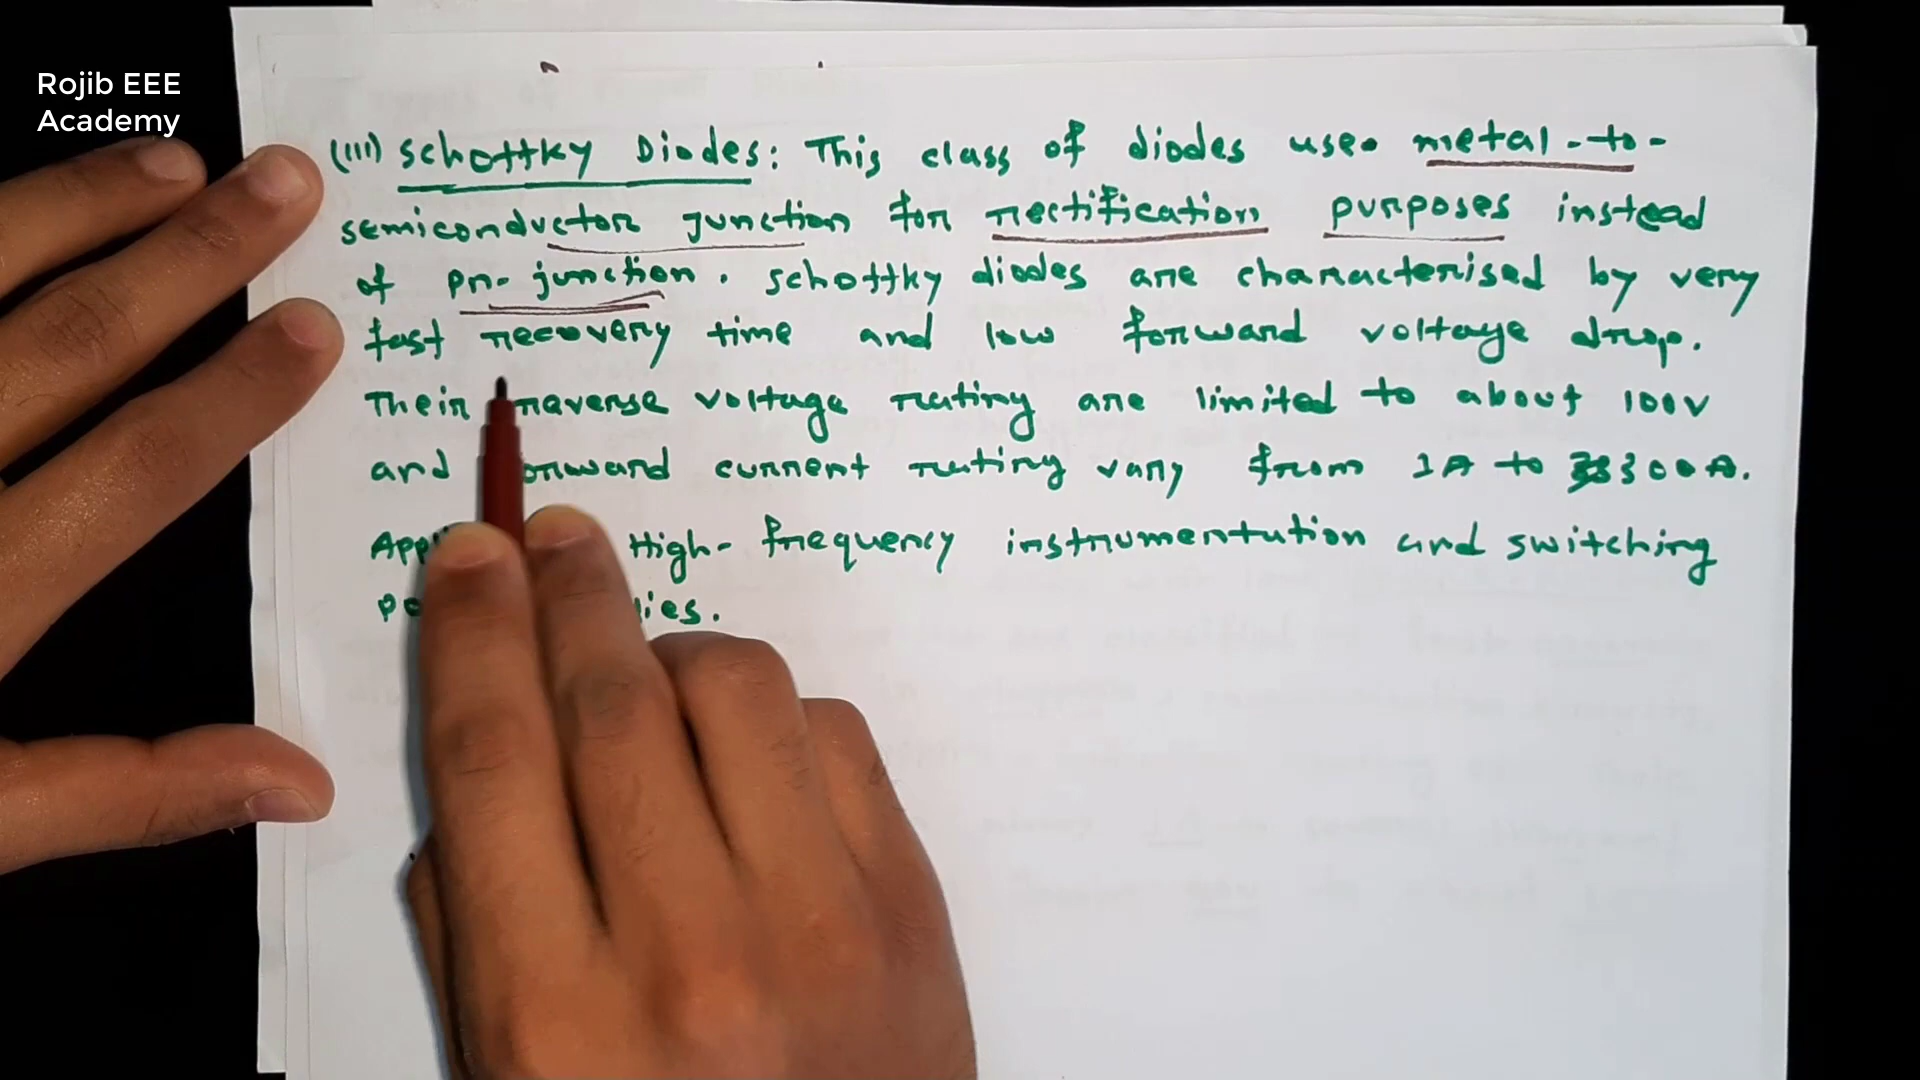 Rojib EEE
Academy
(iii) Schottky Diodes: This class of diodes use metal-to-
semiconductor junction for rectification purposes instead
of pn-junction. Schottky diodes are characterised by very
fast recovery time and low forward voltage drop.
Their reverse voltage rating are limited to about 100V
and current rating vary from 1A to 300A.
High-frequency instrumentation and switching